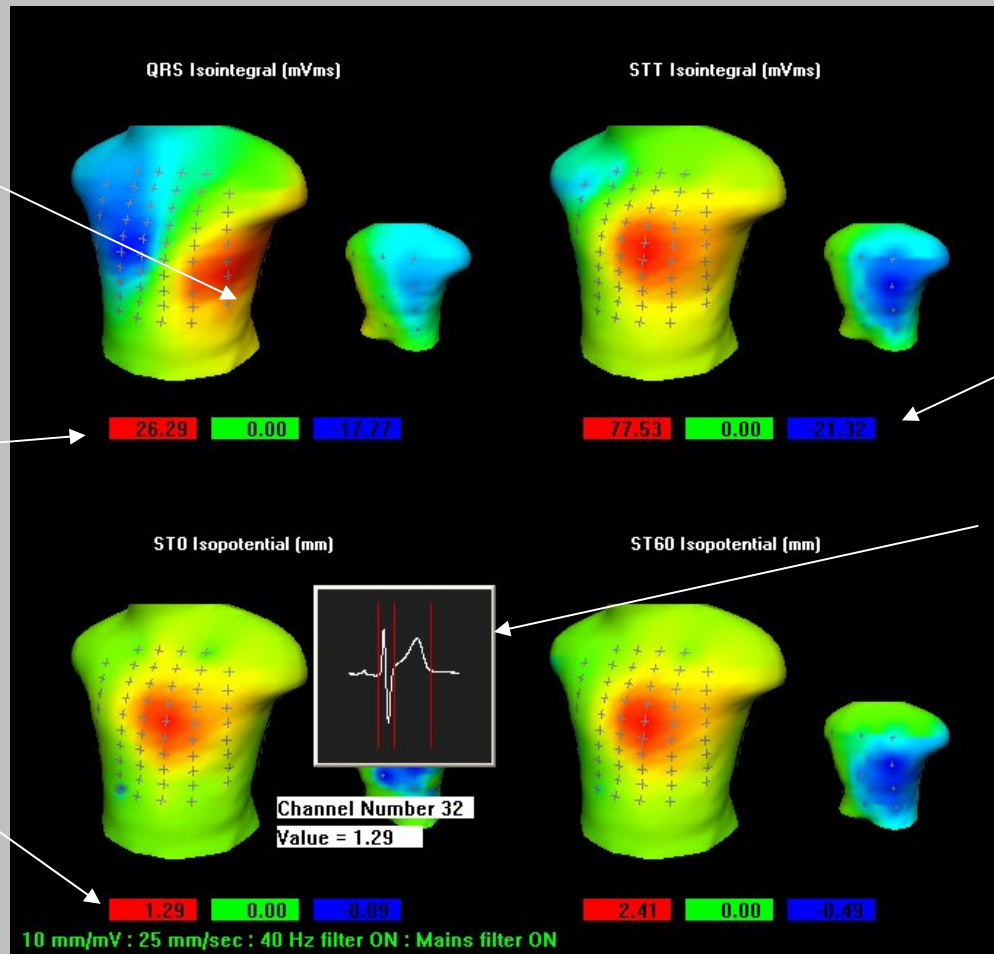 QRS Isointegral (mVms)
STT Isointegral (mVms)
26.29 0.00 -17.77
77.53 0.00 -21.32
ST0 Isopotential (mm)
ST60 Isopotential (mm)
Channel Number 32
Value = 1.29
1.29 0.00 -0.09
2.41 0.00 -0.49
10 mm/mV : 25 mm/sec : 40 Hz filter ON : Mains filter ON